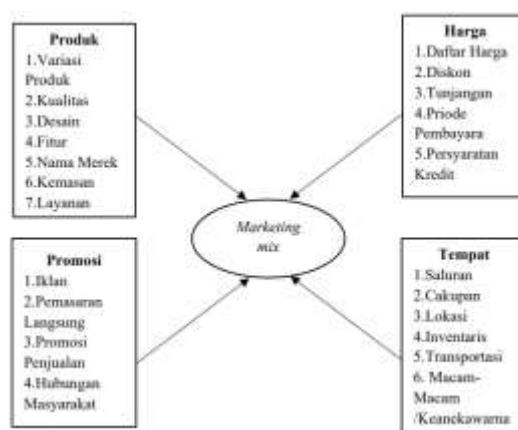 Produk
1.Variasi
Produk
2.Kualitas
3.Desain
4.Fitur
5.Nama Merek
6.Kemasan
7.Layanan
Harga
1.Daftar Harga
2.Diskon
3.Tunjangan
4.Priode
Pembayara
5.Persyaratan
Kredit
Marketing
mix
Promosi
1.Iklan
2.Pemasaran
Langsung
3.Promosi
Penjualan
4.Hubungan
Masyarakat
Tempat
1.Saluran
2.Cakupan
3.Lokasi
4.Inventaris
5.Transportasi
6. Macam-
Macam
/Keanekawarna